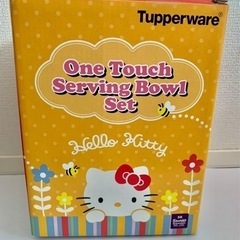 Tupperware
One Touch
Serving Bowl
Set
Hello Kitty